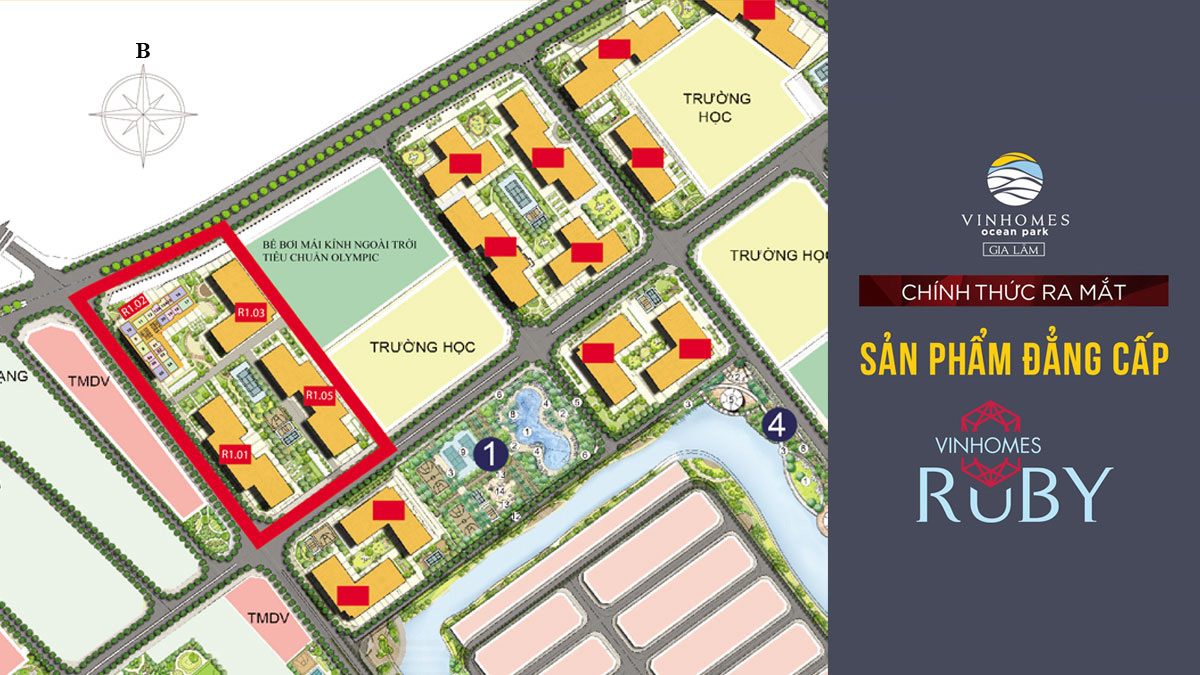 B
TRƯỜNG
HỌC
BỂ BƠI MÁI KÍNH NGOÀI TRỜI
TIÊU CHUẨN OLYMPIC
TRƯỜNG HỌC
TRƯỜNG HỌC
R1.02
R1.03
R1.05
R1.01
TMDV
TMDV
ANG
1
4
VINHOMES
ocean park
GIA LÂM
CHÍNH THỨC RA MẮT
SẢN PHẨM ĐẲNG CẤP
VINHOMES
RuBY